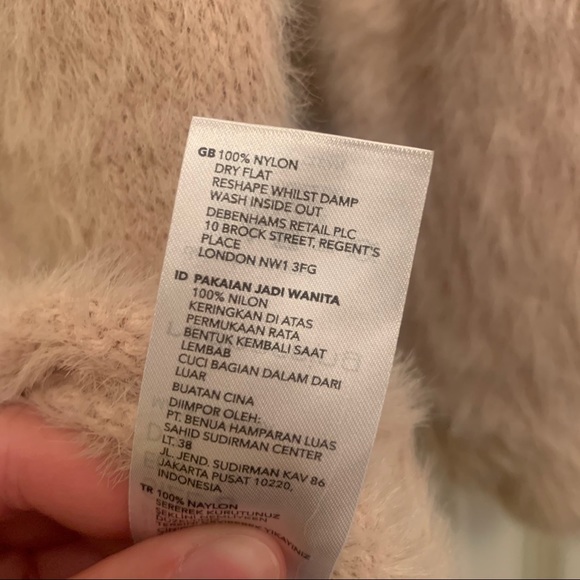 GB 100% NYLON
DRY FLAT
RESHAPE WHILST DAMP
WASH INSIDE OUT
DEBENHAMS RETAIL PLC
10 BROCK STREET, REGENT'S
PLACE
LONDON NW1 3FG
ID PAKAIAN JADI WANITA
100% NILON
KERINGKAN DI ATAS
PERMUKAAN RATA
BENTUK KEMBALI SAAT
LEMBAB
CUCI BAGIAN DALAM DARI
LUAR
BUATAN CINA
DIIMPOR OLEH:
PT. BENUA HAMPARAN LUAS
SAHID SUDIRMAN CENTER
LT. 38
JL. JEND. SUDIRMAN KAV 86
JAKARTA PUSAT 10220,
INDONESIA
TR 100% NAYLON
SEREREK KURUTUNUZ